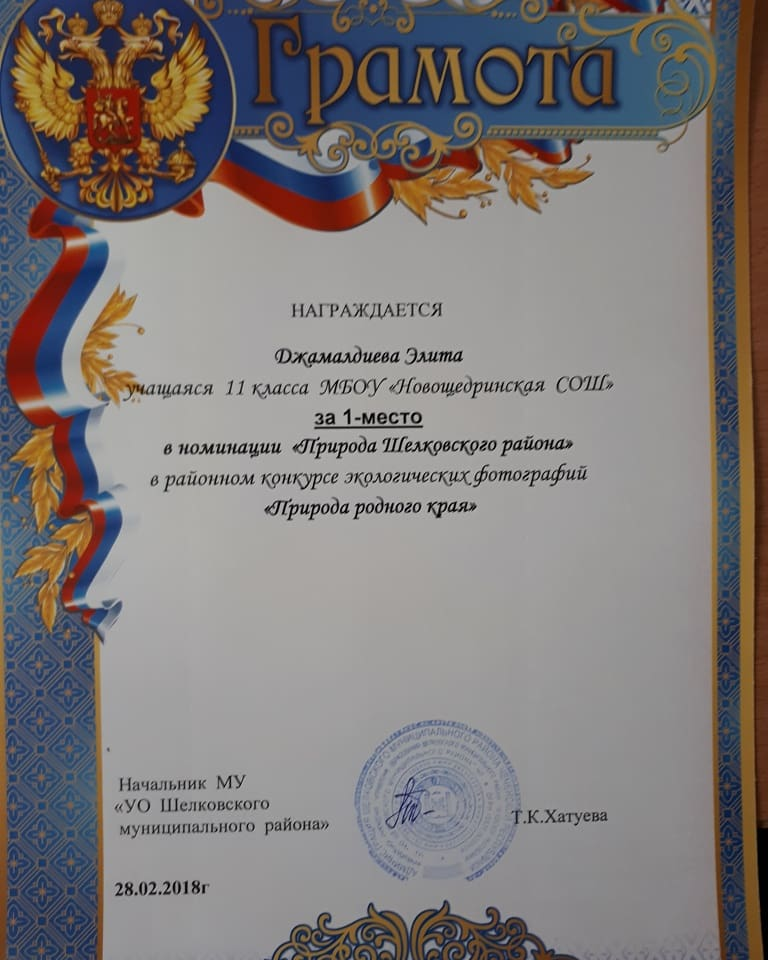 Грамота
НАГРАЖДАЕТСЯ
Джамалдиева Элита
учащаяся 11 класса МБОУ «Новощедринская СОШ»
за 1-место
в номинации «Природа Шелковского района»
в районном конкурсе экологических фотографий
«Природа родного края»
Начальник МУ
«УО Шелковского
муниципального района»
Т.К.Хатуева
28.02.2018г